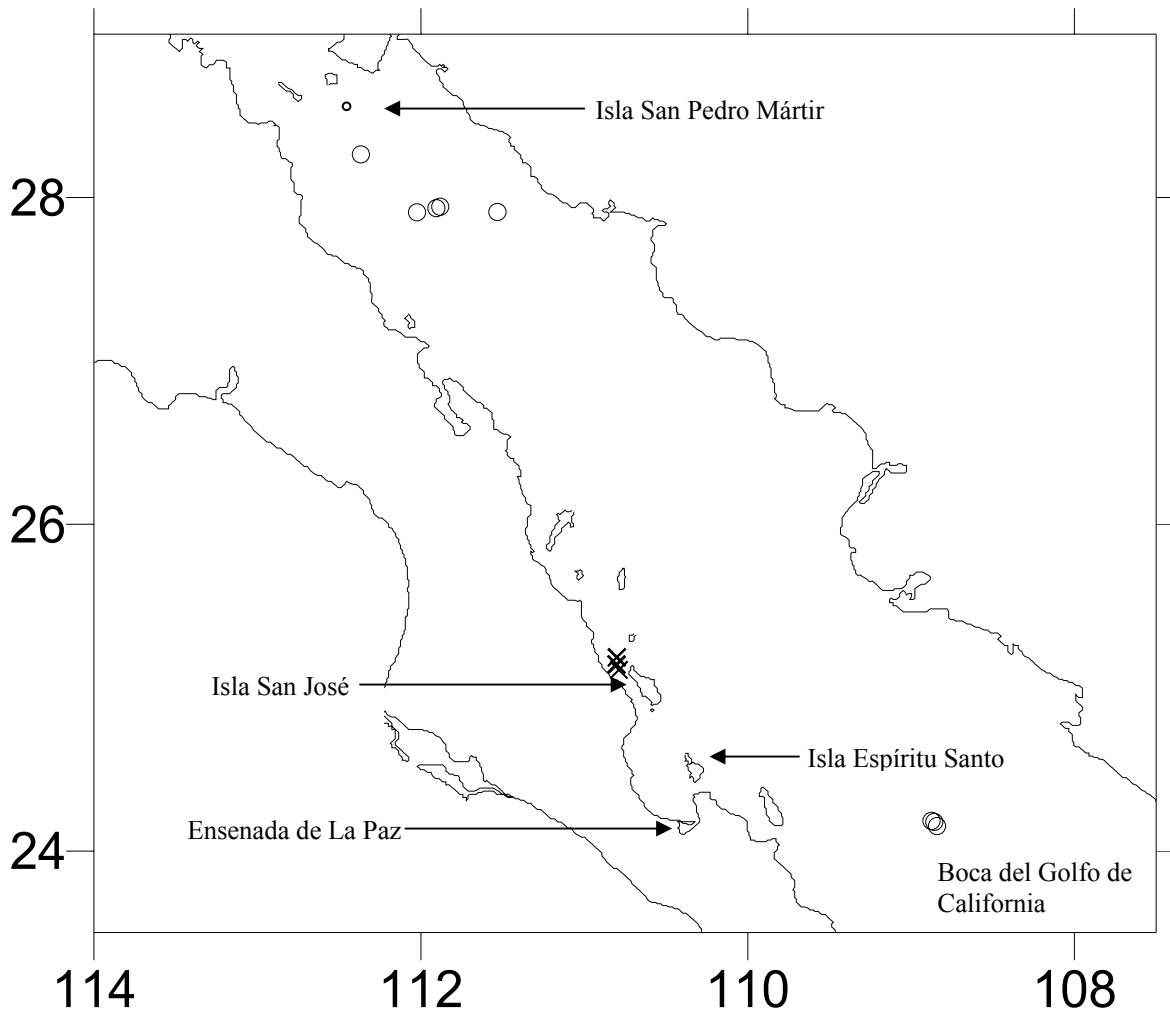 Isla San Pedro Mártir
28
26
Isla San José
Isla Espíritu Santo
Ensenada de La Paz
24
Boca del Golfo de
California
114
112
110
108